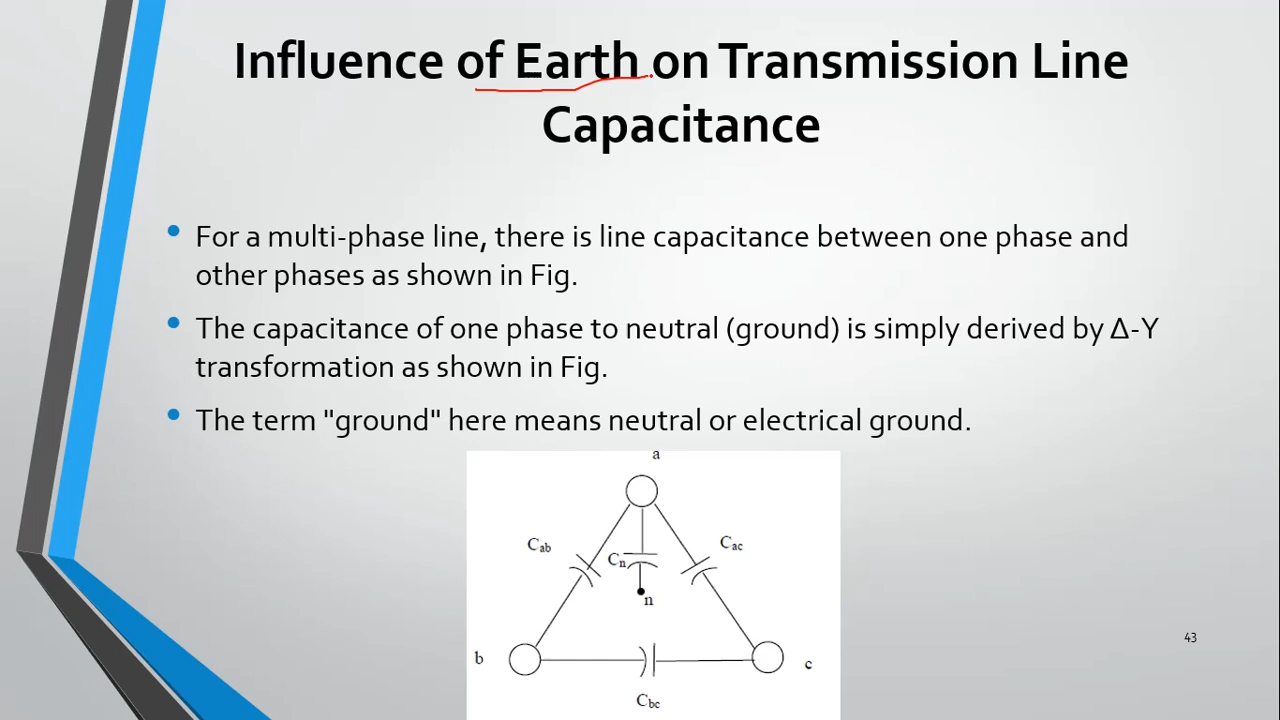 Influence of Earth on Transmission Line
Capacitance
• For a multi-phase line, there is line capacitance between one phase and
other phases as shown in Fig.
• The capacitance of one phase to neutral (ground) is simply derived by Δ-Y
transformation as shown in Fig.
• The term "ground" here means neutral or electrical ground.
a
Cab
Cn
Cac
n
b
c
Cbc
43